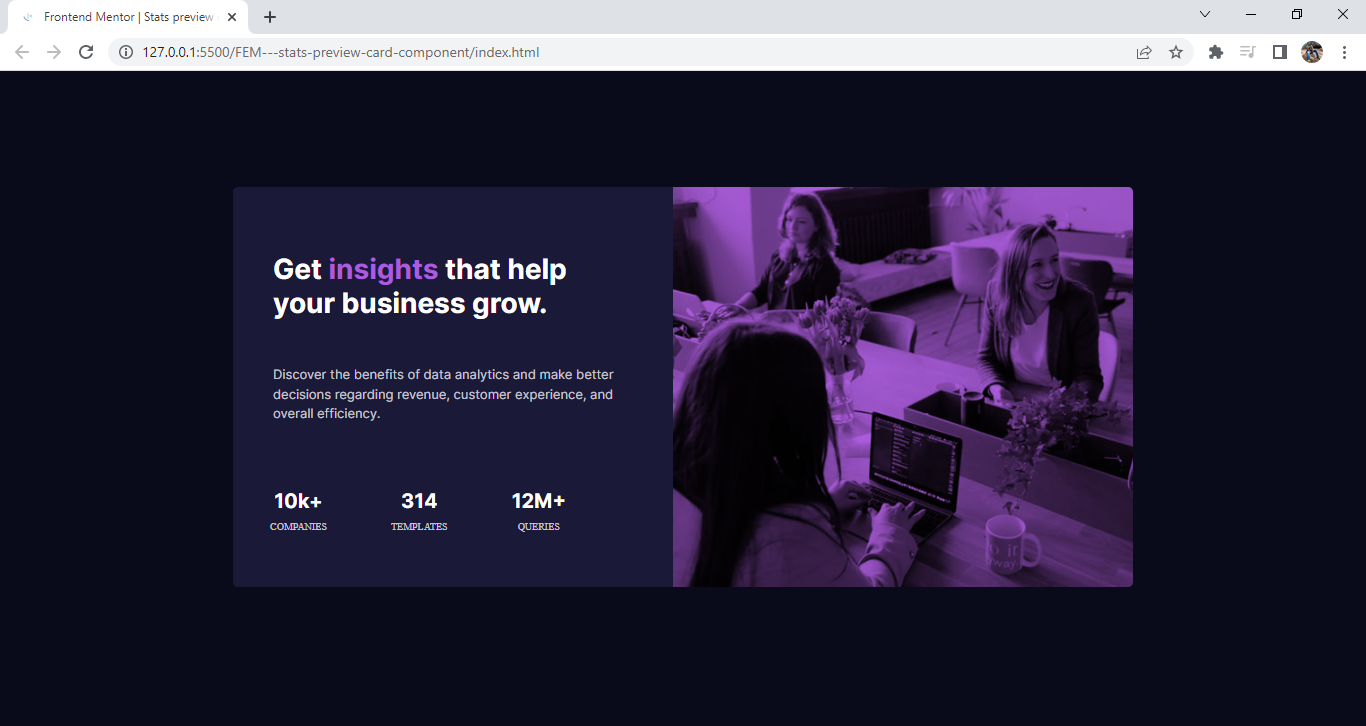 Frontend Mentor | Stats preview
127.0.0.1:5500/FEM---stats-preview-card-component/index.html
Get insights that help
your business grow.
Discover the benefits of data analytics and make better
decisions regarding revenue, customer experience, and
overall efficiency.
10k+ 314 12M+
COMPANIES TEMPLATES QUERIES